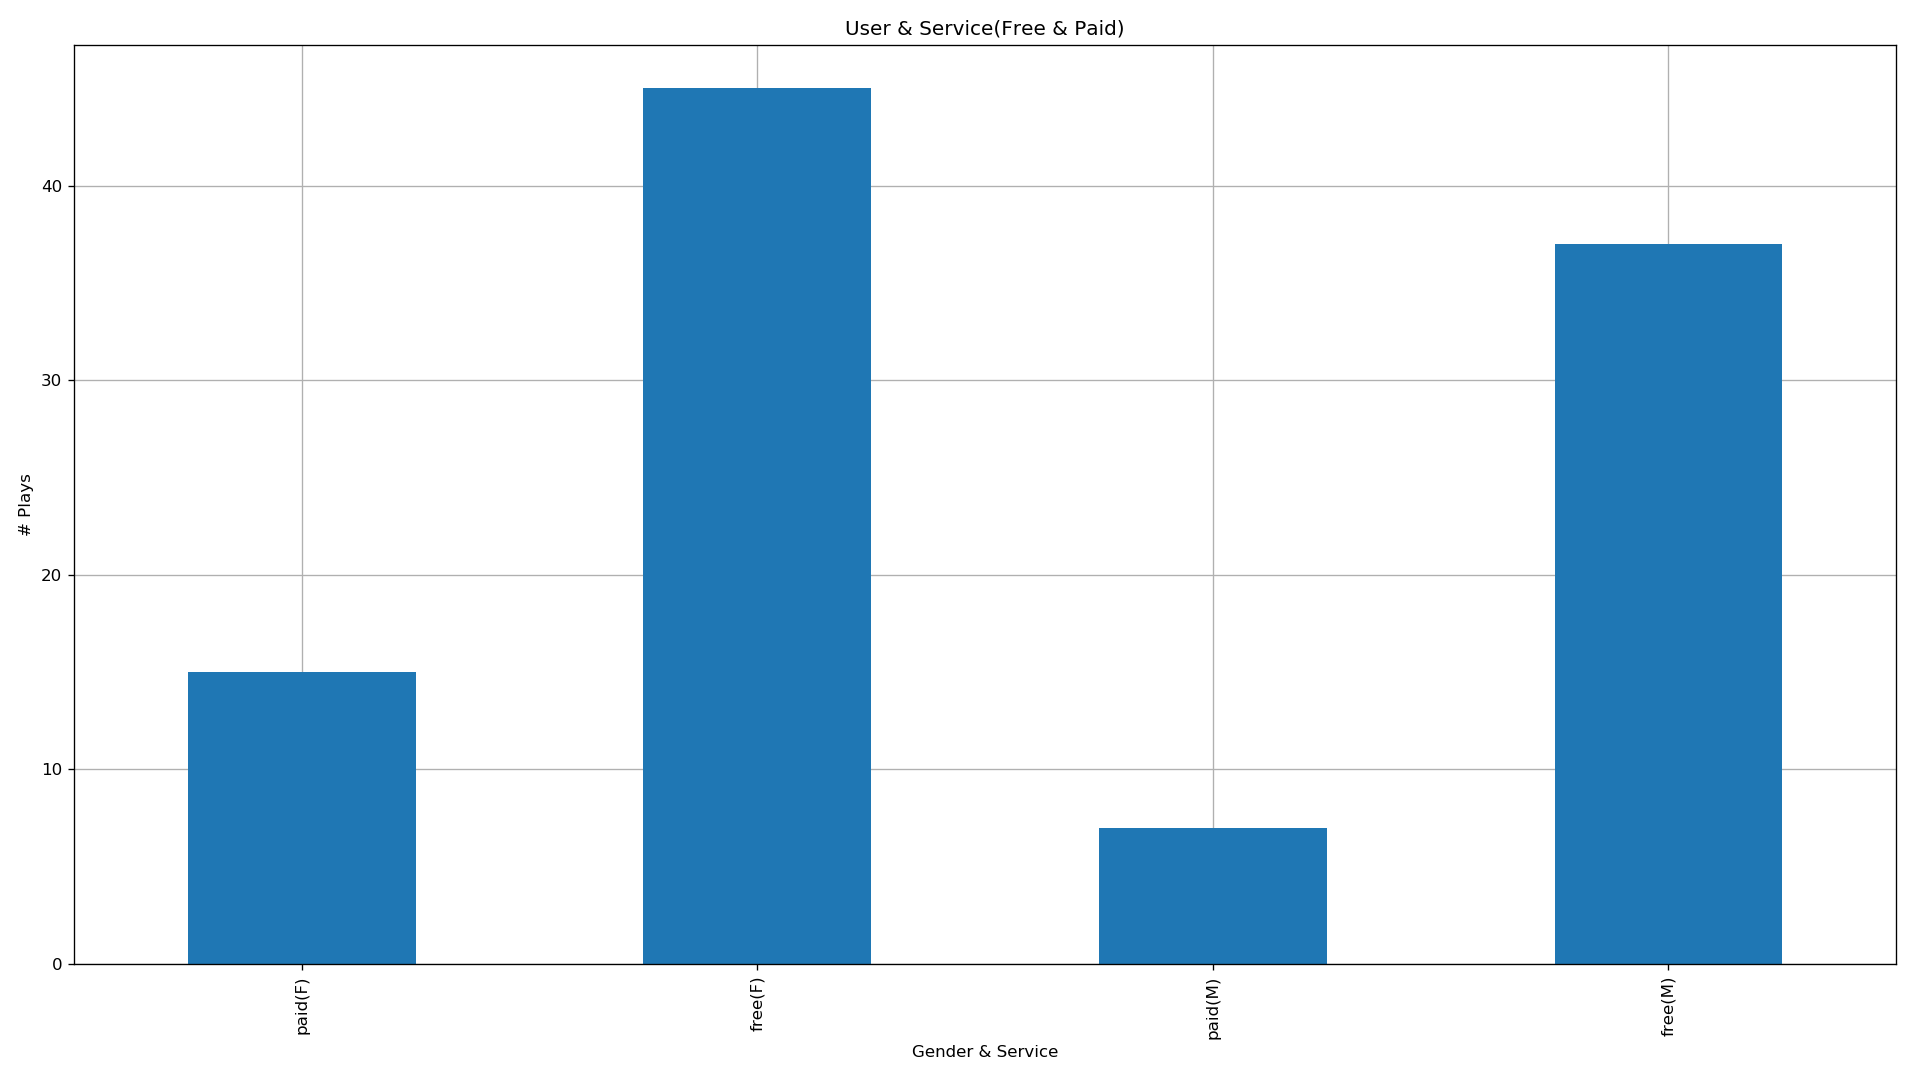 User & Service(Free & Paid)
# Plays
40
30
20
10
0
paid(F)
free(F)
paid(M)
free(M)
Gender & Service